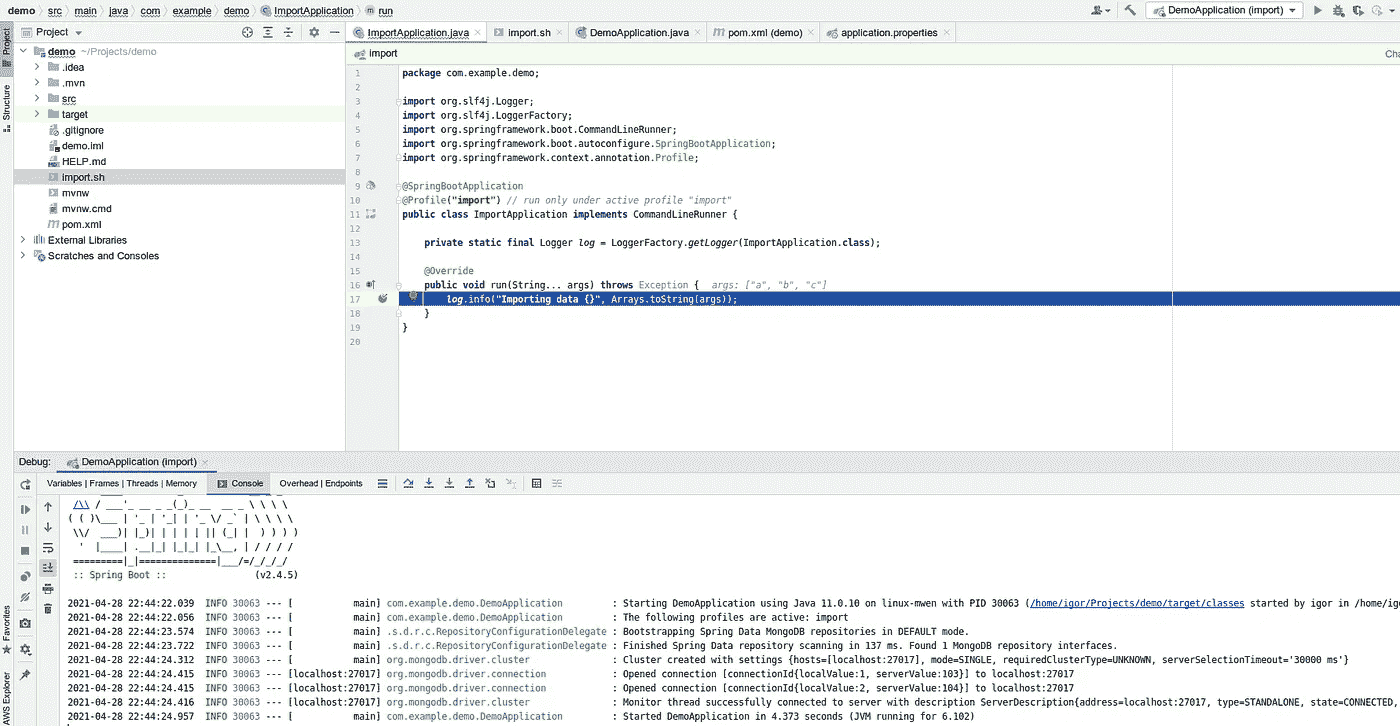 demo src main java com example demo ImportApplication run
DemoApplication (import)
Project
ImportApplication.java import.sh DemoApplication.java pom.xml (demo) application.properties
Project
Structure
Favorites
AWS Explorer
demo ~/Projects/demo
.idea
.mvn
src
target
.gitignore
demo.iml
HELP.md
import.sh
mvnw
mvnw.cmd
pom.xml
External Libraries
Scratches and Consoles
import
Cha
1 package com.example.demo;
2
3 import org.slf4j.Logger;
4 import org.slf4j.LoggerFactory;
5 import org.springframework.boot.CommandLineRunner;
6 import org.springframework.boot.autoconfigure.SpringBootApplication;
7 import org.springframework.context.annotation.Profile;
8
9 @SpringBootApplication
10 @Profile("import") // run only under active profile "import"
11 public class ImportApplication implements CommandLineRunner {
12
13 private static final Logger log = LoggerFactory.getLogger(ImportApplication.class);
14
15 @Override
16 public void run(String... args) throws Exception { args: ["a", "b", "c"]
17 log.info("Importing data {}", Arrays.toString(args));
18 }
19 }
20
Debug: DemoApplication (import)
Variables | Frames | Threads | Memory Console Overhead | Endpoints
:: Spring Boot :: (v2.4.5)
2021-04-28 22:44:22.039 INFO 30063 --- [ main] com.example.demo.DemoApplication : Starting DemoApplication using Java 11.0.10 on linux-mwen with PID 30063 (/home/igor/Projects/demo/target/classes started by igor in /home/igo
2021-04-28 22:44:22.056 INFO 30063 --- [ main] com.example.demo.DemoApplication : The following profiles are active: import
2021-04-28 22:44:23.574 INFO 30063 --- [ main] .s.d.r.c.RepositoryConfigurationDelegate : Bootstrapping Spring Data MongoDB repositories in DEFAULT mode.
2021-04-28 22:44:23.722 INFO 30063 --- [ main] .s.d.r.c.RepositoryConfigurationDelegate : Finished Spring Data repository scanning in 137 ms. Found 1 MongoDB repository interfaces.
2021-04-28 22:44:24.312 INFO 30063 --- [ main] org.mongodb.driver.cluster : Cluster created with settings {hosts=[localhost:27017], mode=SINGLE, requiredClusterType=UNKNOWN, serverSelectionTimeout='30000 ms'}
2021-04-28 22:44:24.415 INFO 30063 --- [localhost:27017] org.mongodb.driver.connection : Opened connection [connectionId{localValue:1, serverValue:103}] to localhost:27017
2021-04-28 22:44:24.415 INFO 30063 --- [localhost:27017] org.mongodb.driver.connection : Opened connection [connectionId{localValue:2, serverValue:104}] to localhost:27017
2021-04-28 22:44:24.416 INFO 30063 --- [localhost:27017] org.mongodb.driver.cluster : Monitor thread successfully connected to server with description ServerDescription{address=localhost:27017, type=STANDALONE, state=CONNECTED,
2021-04-28 22:44:24.957 INFO 30063 --- [ main] com.example.demo.DemoApplication : Started DemoApplication in 4.373 seconds (JVM running for 6.102)